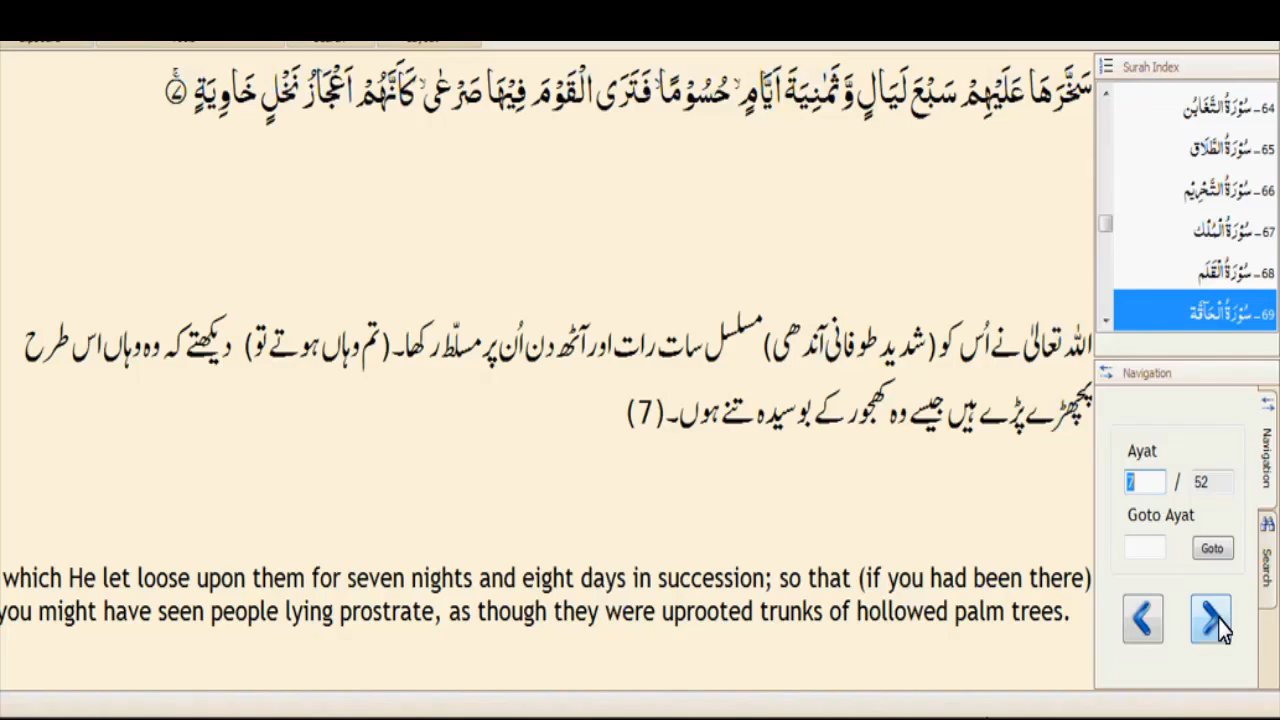 سَخَّرَهَا عَلَيْهِمْ سَبْعَ لَيَالٍ وَّثَمٰنِيَةَ اَيَّامٍ ۙ حُسُوْمًا ۙ فَتَرَى الْقَوْمَ فِيْهَا صَرْعٰى ۙ كَاَنَّهُمْ اَعْجَازُ نَخْلٍ خَاوِيَةٍ ۚ‏ ﴿۷﴾
اللہ تعالیٰ نے اُس کو (شدید طوفانی آندھی) مسلسل سات رات اور آٹھ دن اُن پر مسلّط رکھا۔ (تم وہاں ہوتے تو) دیکھتے کہ وہ وہاں اس طرح
پچھڑے پڑے ہیں جیسے وہ کھجور کے بوسیدہ تنے ہوں۔ (7)
which He let loose upon them for seven nights and eight days in succession; so that (if you had been there)
you might have seen people lying prostrate, as though they were uprooted trunks of hollowed palm trees.
Surah Index
64- سُوْرَةُ التَّغَابُن
65- سُوْرَةُ الطَّلَاق
66- سُوْرَةُ التَّحْرِيْم
67- سُوْرَةُ الْمُلْك
68- سُوْرَةُ الْقَلَم
69- سُوْرَةُ الْحَآقَّة
Navigation
Ayat
7 / 52
Goto Ayat
Goto
Navigation
Search